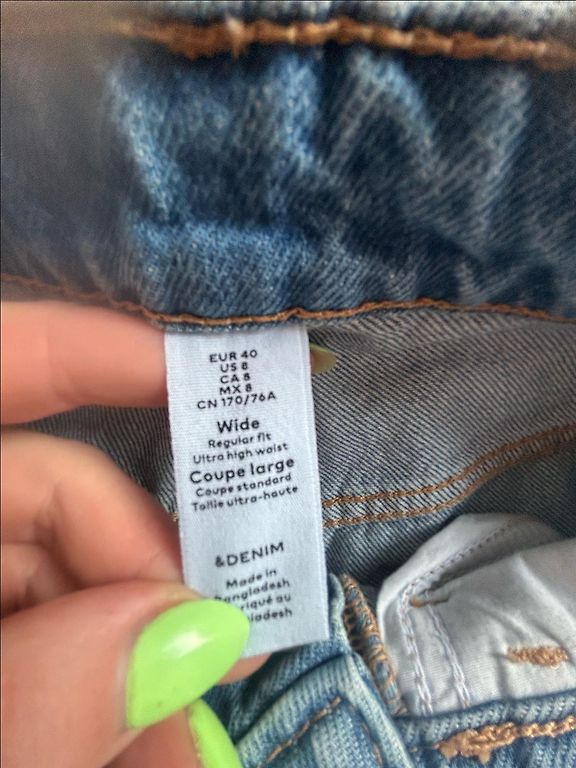 EUR 40
US 8
CA 8
MX 8
CN 170/76A
Wide
Regular fit
Ultra high waist
Coupe large
Coupe standard
Taille ultra-haute
&DENIM
Made in
au